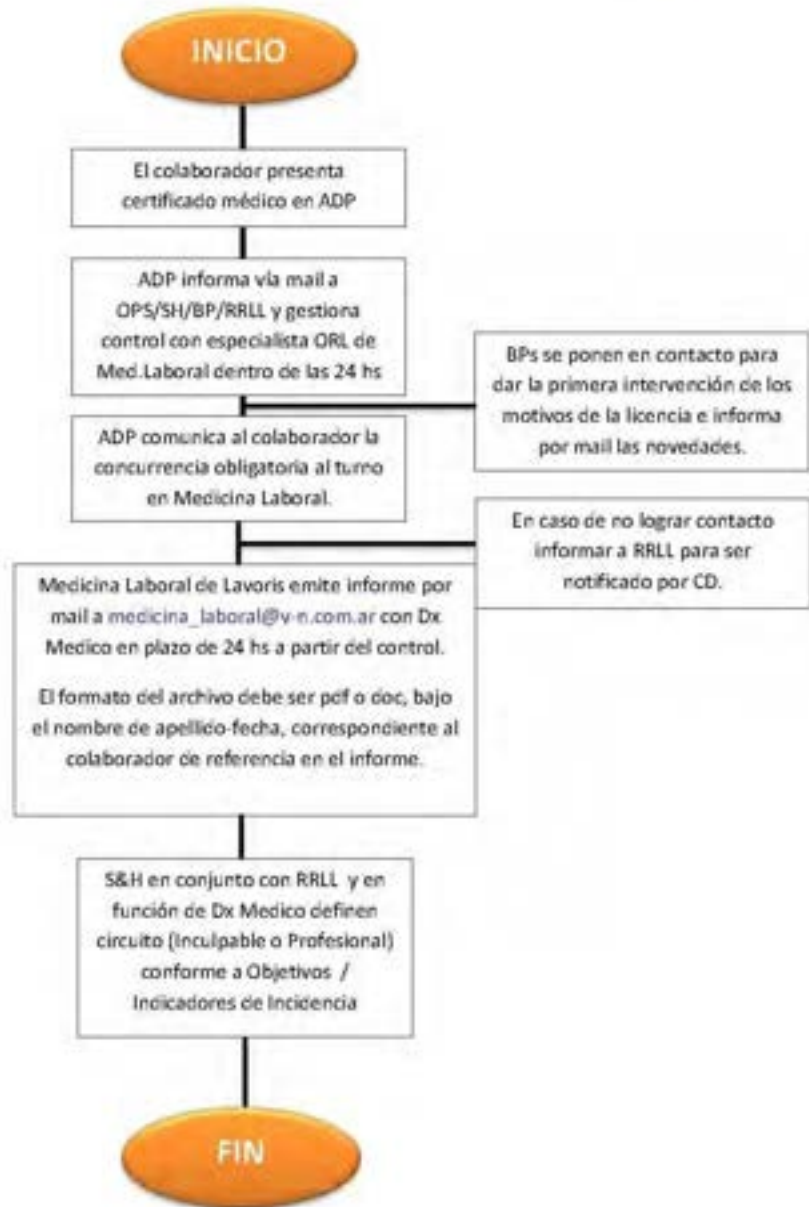 INICIO
El colaborador presenta
certificado médico en ADP
ADP informa vía mail a
OPS/SH/BP/RRLL y gestiona
control con especialista ORL de
Med.Laboral dentro de las 24 hs
BPs se ponen en contacto para
dar la primera intervención de los
motivos de la licencia e informa
por mail las novedades.
ADP comunica al colaborador la
concurrencia obligatoria al turno
en Medicina Laboral.
En caso de no lograr contacto
informar a RRLL para ser
notificado por CD.
Medicina Laboral de Lavoris emite informe por
mail a medicina_laboral@v-n.com.ar con Dx
Medico en plazo de 24 hs a partir del control.
El formato del archivo debe ser pdf o doc, bajo
el nombre de apellido-fecha, correspondiente al
colaborador de referencia en el informe.
S&H en conjunto con RRLL y en
función de Dx Medico definen
circuito (Inculpable o Profesional)
conforme a Objetivos /
Indicadores de Incidencia
FIN